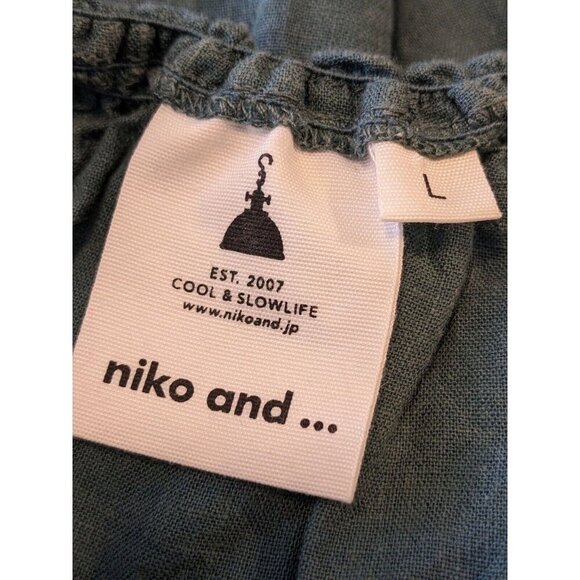 EST. 2007
COOL & SLOWLIFE
www.nikoand.jp
niko and ...
L